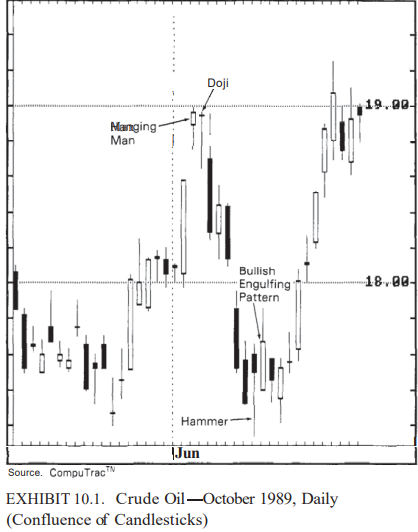 Doji
19.00
Hanging
Man
Bullish
Engulfing
Pattern
18.00
Hammer
Jun
Source. CompuTrac™
EXHIBIT 10.1. Crude Oil—October 1989, Daily
(Confluence of Candlesticks)